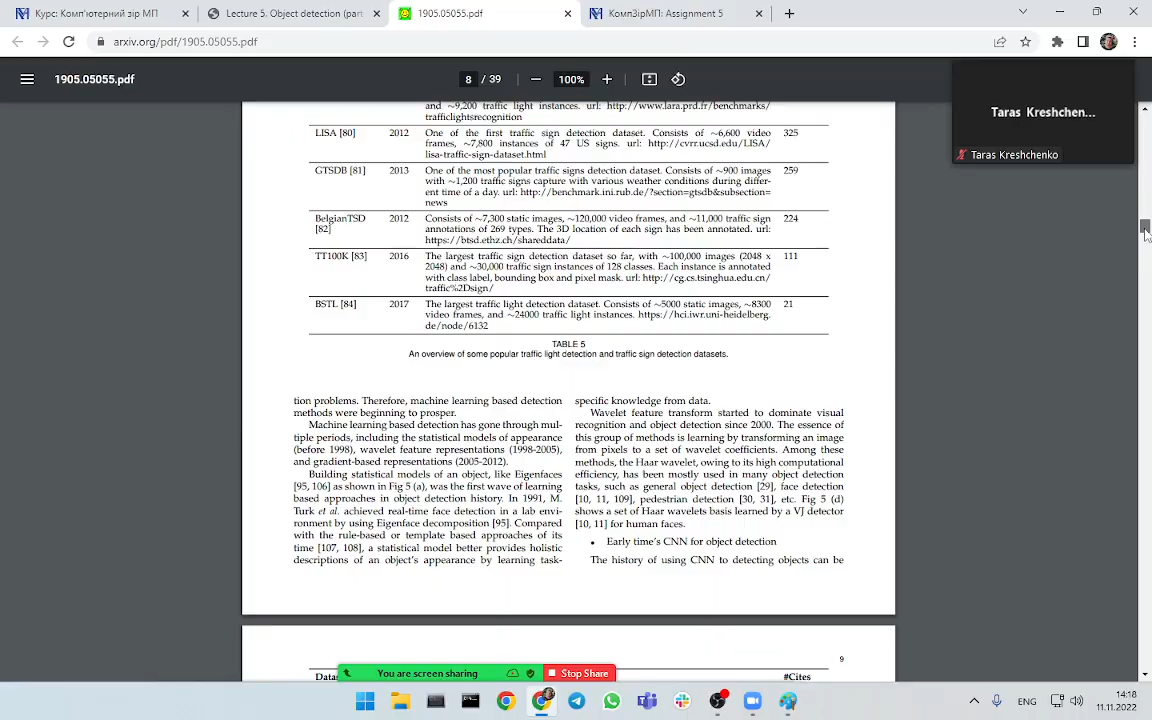 Курс: Комп'ютерний зір МП
Lecture 5. Object detection (part
1905.05055.pdf
КомпЗірМП: Assignment 5
arxiv.org/pdf/1905.05055.pdf
1905.05055.pdf
8 / 39
100%
Taras Kreshchen...
Taras Kreshchenko
and ~9,200 traffic light instances. url: http://www.lara.prd.fr/benchmarks/
trafficlightsrecognition
LISA [80] 2012 One of the first traffic sign detection dataset. Consists of ~6,600 video 325
frames, ~7,800 instances of 47 US signs. url: http://cvrr.ucsd.edu/LISA/
lisa-traffic-sign-dataset.html
GTSDB [81] 2013 One of the most popular traffic signs detection dataset. Consists of ~900 images 259
with ~1,200 traffic signs capture with various weather conditions during differ-
ent time of a day. url: http://benchmark.ini.rub.de/?section=gtsdb&subsection=
news
BelgianTSD 2012 Consists of ~7,300 static images, ~120,000 video frames, and ~11,000 traffic sign 224
[82] annotations of 269 types. The 3D location of each sign has been annotated. url:
https://btsd.ethz.ch/shareddata/
TT100K [83] 2016 The largest traffic sign detection dataset so far, with ~100,000 images (2048 x 111
2048) and ~30,000 traffic sign instances of 128 classes. Each instance is annotated
with class label, bounding box and pixel mask. url: http://cg.cs.tsinghua.edu.cn/
traffic%2Dsign/
BSTL [84] 2017 The largest traffic light detection dataset. Consists of ~5000 static images, ~8300 21
video frames, and ~24000 traffic light instances. https://hci.iwr.uni-heidelberg.
de/node/6132
TABLE 5
An overview of some popular traffic light detection and traffic sign detection datasets.
tion problems. Therefore, machine learning based detection
methods were beginning to prosper.
Machine learning based detection has gone through mul-
tiple periods, including the statistical models of appearance
(before 1998), wavelet feature representations (1998-2005),
and gradient-based representations (2005-2012).
Building statistical models of an object, like Eigenfaces
[95, 106] as shown in Fig 5 (a), was the first wave of learning
based approaches in object detection history. In 1991, M.
Turk et al. achieved real-time face detection in a lab envi-
ronment by using Eigenface decomposition [95]. Compared
with the rule-based or template based approaches of its
time [107, 108], a statistical model better provides holistic
descriptions of an object's appearance by learning task-
specific knowledge from data.
Wavelet feature transform started to dominate visual
recognition and object detection since 2000. The essence of
this group of methods is learning by transforming an image
from pixels to a set of wavelet coefficients. Among these
methods, the Haar wavelet, owing to its high computational
efficiency, has been mostly used in many object detection
tasks, such as general object detection [29], face detection
[10, 11, 109], pedestrian detection [30, 31], etc. Fig 5 (d)
shows a set of Haar wavelets basis learned by a VJ detector
[10, 11] for human faces.
• Early time's CNN for object detection
The history of using CNN to detecting objects can be
9
#Cites
You are screen sharing
Stop Share
ENG
14:18
11.11.2022